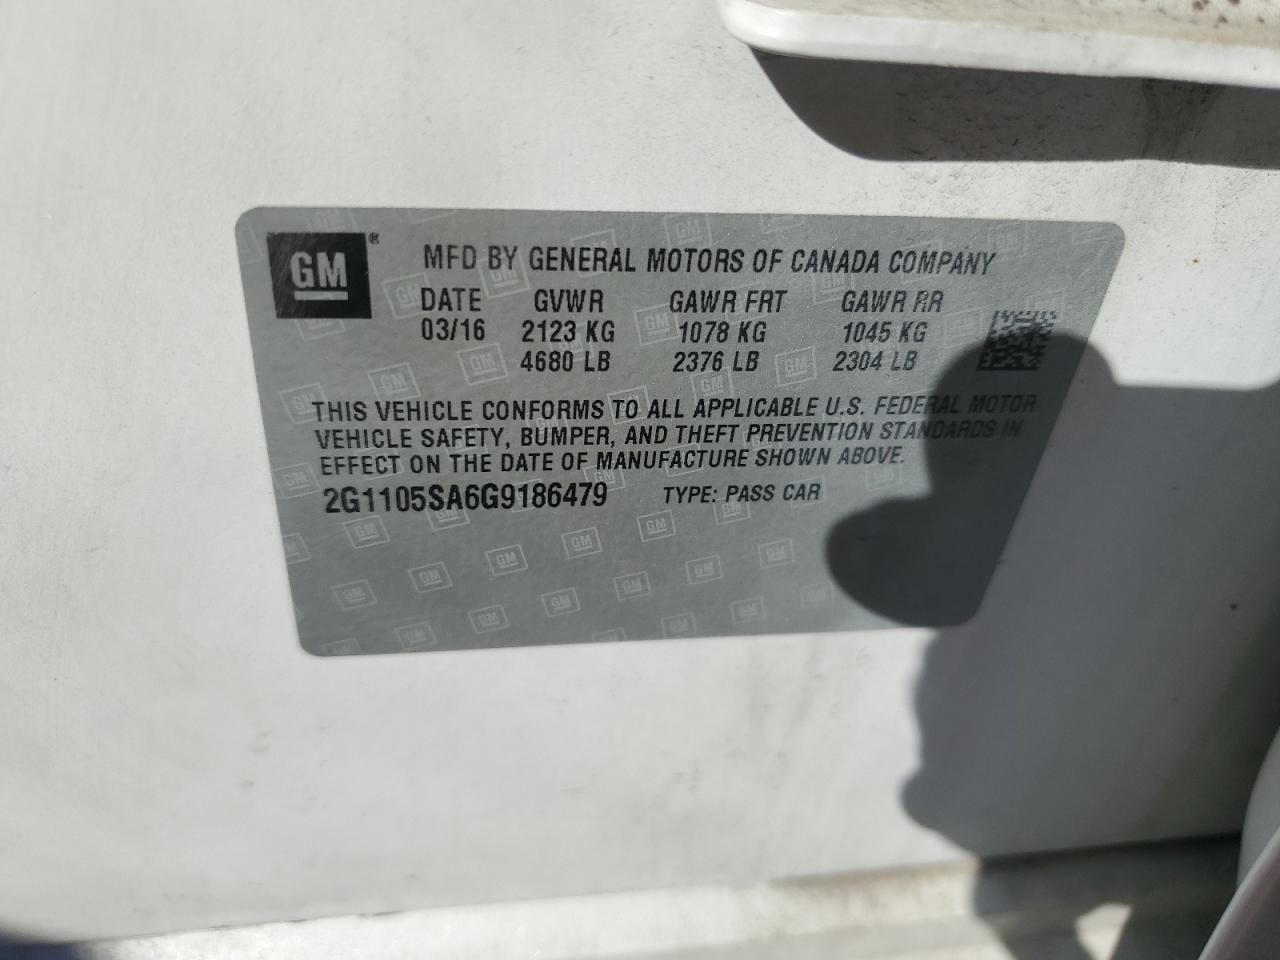 GM ®
MFD BY GENERAL MOTORS OF CANADA COMPANY
DATE GVWR GAWR FRT GAWR RR
03/16 2123 KG 1078 KG 1045 KG
4680 LB 2376 LB 2304 LB
THIS VEHICLE CONFORMS TO ALL APPLICABLE U.S. FEDERAL MOTOR
VEHICLE SAFETY, BUMPER, AND THEFT PREVENTION STANDARDS IN
EFFECT ON THE DATE OF MANUFACTURE SHOWN ABOVE.
2G1105SA6G9186479 TYPE: PASS CAR